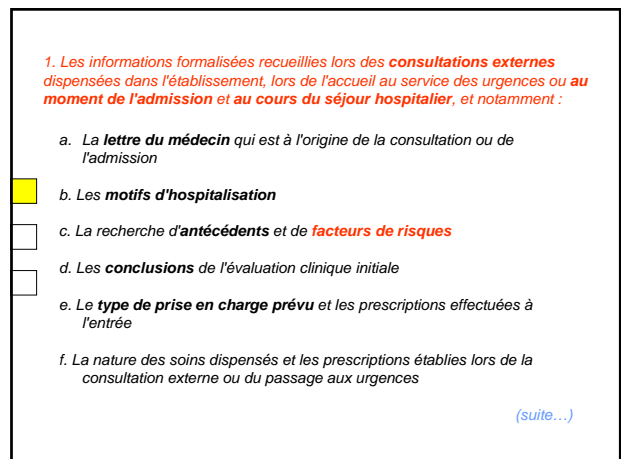 1. Les informations formalisées recueillies lors des consultations externes
dispensées dans l'établissement, lors de l'accueil au service des urgences ou au
moment de l'admission et au cours du séjour hospitalier, et notamment :
a. La lettre du médecin qui est à l'origine de la consultation ou de
l'admission
b. Les motifs d'hospitalisation
c. La recherche d'antécédents et de facteurs de risques
d. Les conclusions de l'évaluation clinique initiale
e. Le type de prise en charge prévu et les prescriptions effectuées à
l'entrée
f. La nature des soins dispensés et les prescriptions établies lors de la
consultation externe ou du passage aux urgences
(suite…)